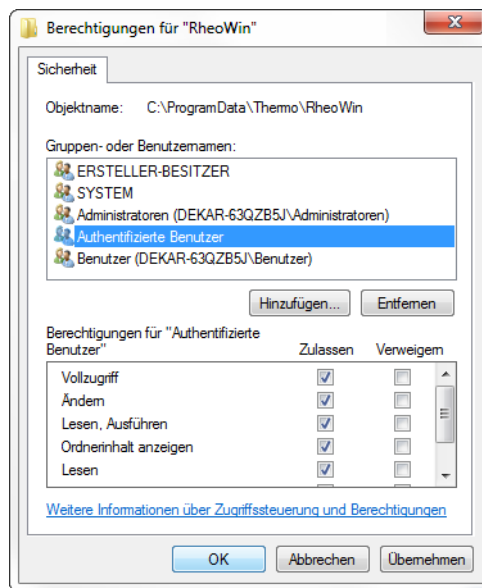 Berechtigungen für "RheoWin"
Sicherheit
Objektname: C:\ProgramData\Thermo\RheoWin
Gruppen- oder Benutzernamen:
ERSTELLER-BESITZER
SYSTEM
Administratoren (DEKAR-63QZB5J\Administratoren)
Authentifizierte Benutzer
Benutzer (DEKAR-63QZB5J\Benutzer)
Hinzufügen... Entfernen
Berechtigungen für "Authentifizierte
Benutzer" Zulassen Verweigern
Vollzugriff
Ändern
Lesen, Ausführen
Ordnerinhalt anzeigen
Lesen
Weitere Informationen über Zugriffssteuerung und Berechtigungen
OK Abbrechen Übernehmen